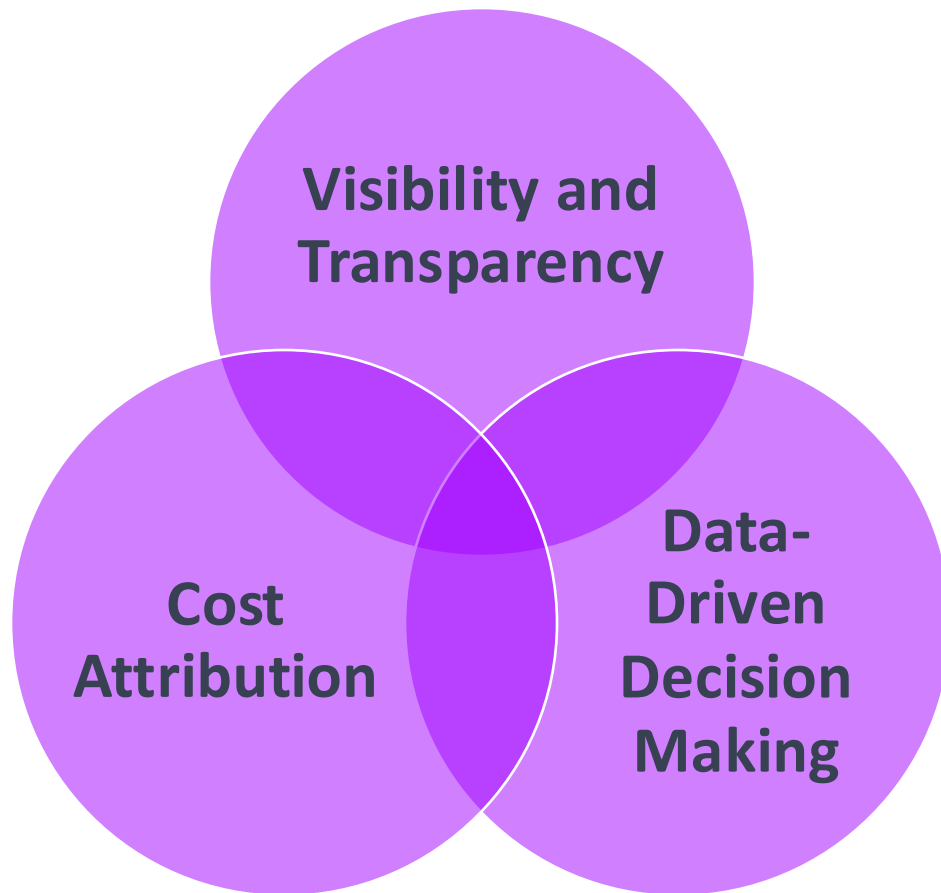 Visibility and
Transparency
Cost
Attribution
Data-
Driven
Decision
Making